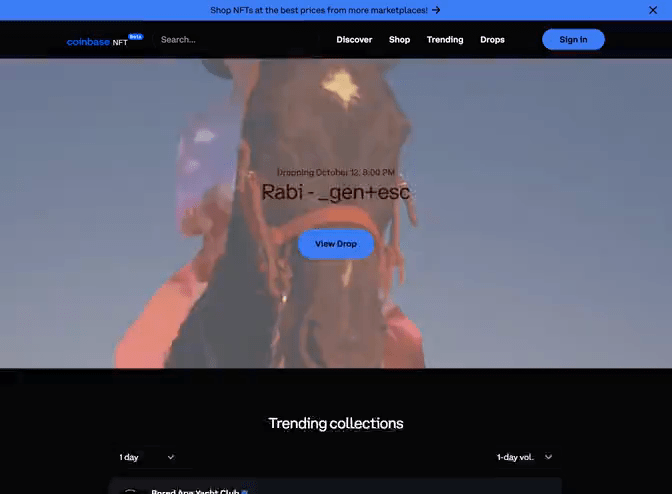 Shop NFTs at the best prices from more marketplaces! →
coinbase NFT beta
Search...
Discover Shop Trending Drops
Sign In
Dropping October 12, 8:00 PM
Rabi - _gen+esc
View Drop
Trending collections
1 day
1-day vol.
Bored Ape Yacht Club